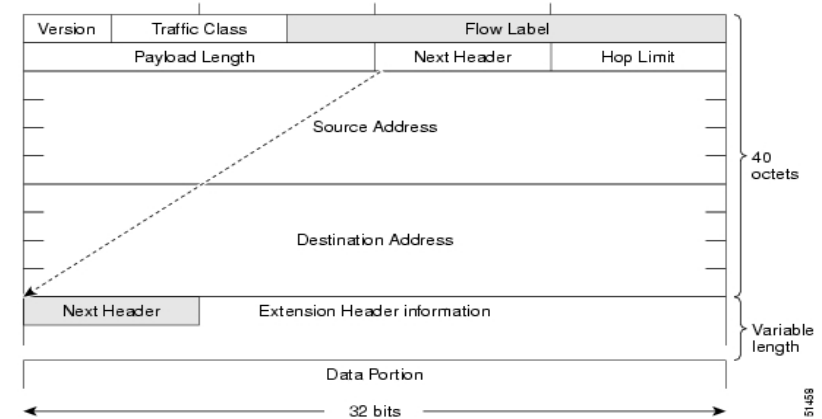 Version Traffic Class Flow Label
Payload Length Next Header Hop Limit
Source Address
40
octets
Destination Address
Next Header Extension Header information
Variable
length
Data Portion
32 bits
51458